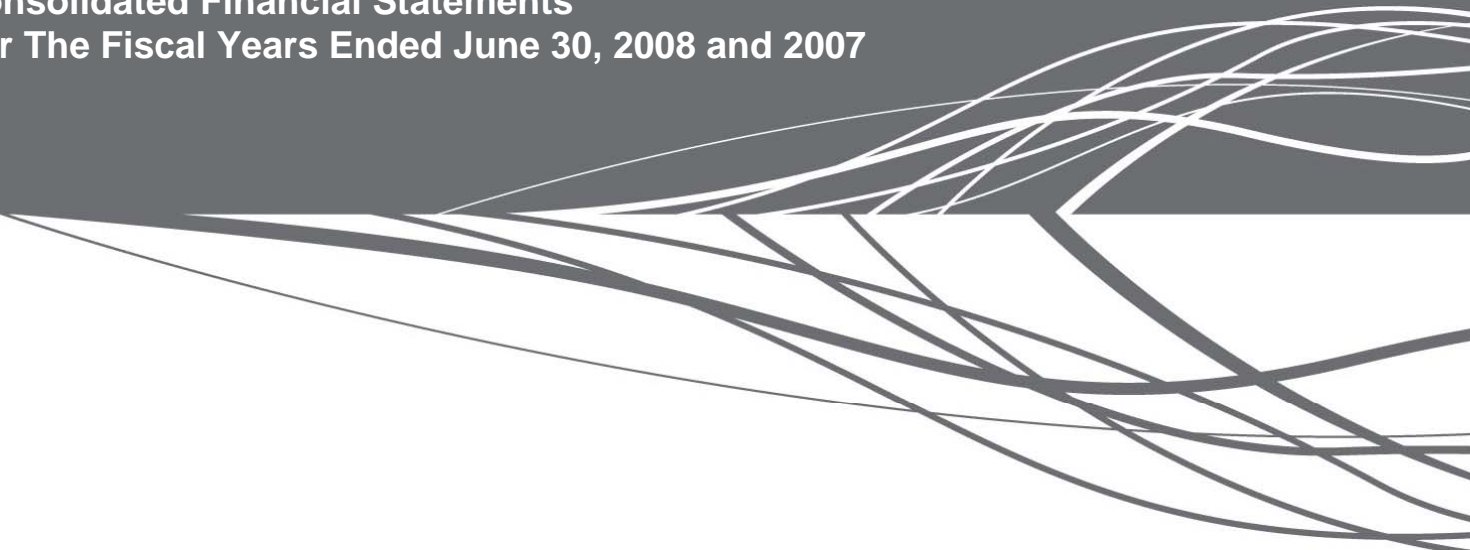 onsolidated Financial Statements
r The Fiscal Years Ended June 30, 2008 and 2007